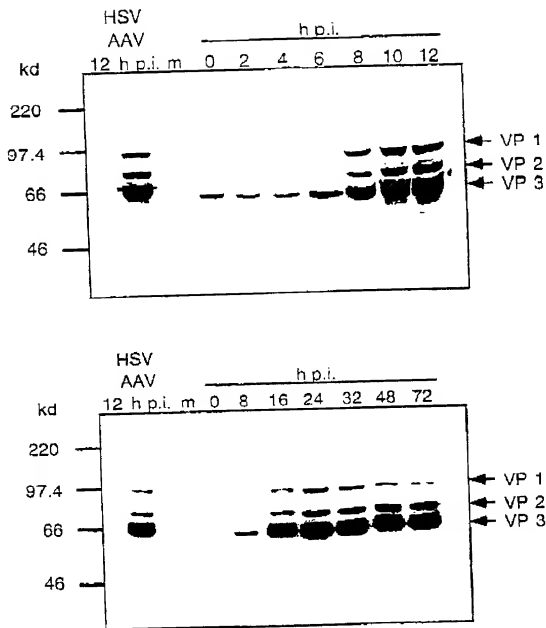 HSV
AAV
h p.i.
kd
12 h p.i. m 0 2 4 6 8 10 12
220
97.4
66
46
VP 1
VP 2
VP 3
HSV
AAV
h p.i.
kd
12 h p.i. m 0 8 16 24 32 48 72
220
97.4
66
46
VP 1
VP 2
VP 3